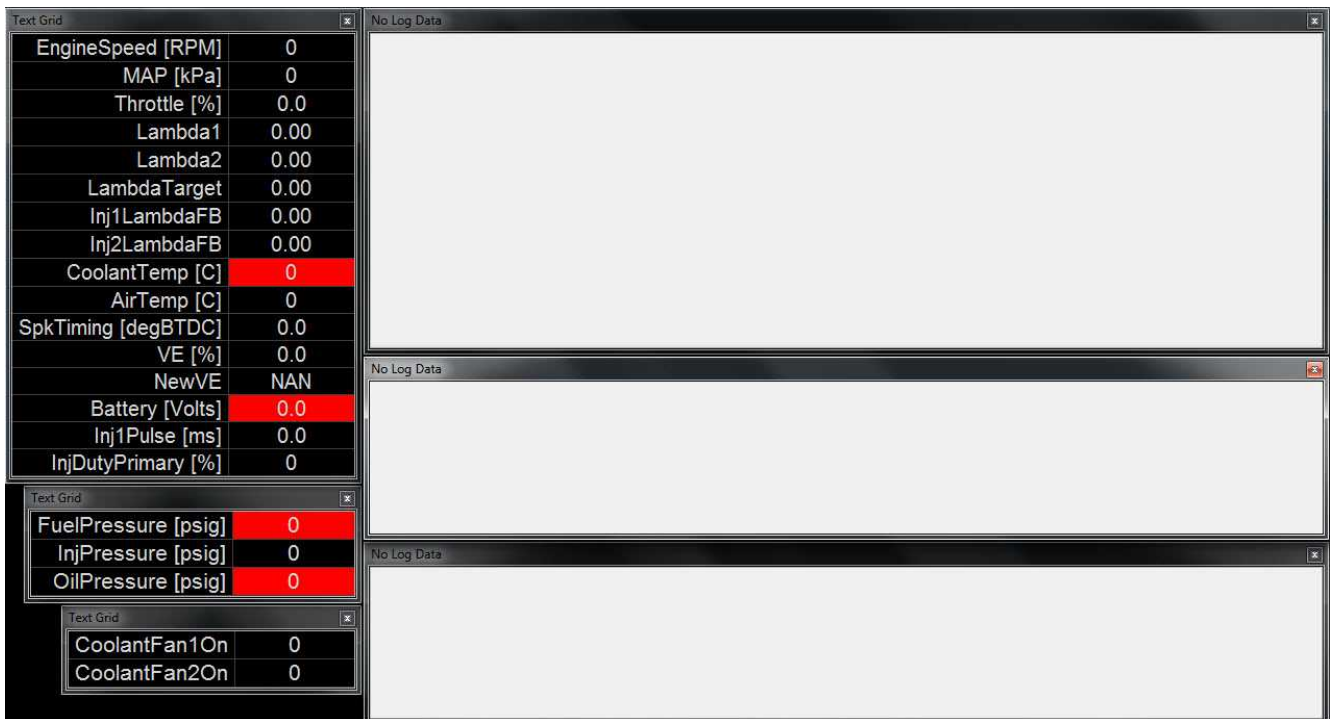 Text Grid
EngineSpeed [RPM] 0
MAP [kPa] 0
Throttle [%] 0.0
Lambda1 0.00
Lambda2 0.00
LambdaTarget 0.00
Inj1LambdaFB 0.00
Inj2LambdaFB 0.00
CoolantTemp [C] 0
AirTemp [C] 0
SpkTiming [degBTDC] 0.0
VE [%] 0.0
NewVE NAN
Battery [Volts] 0.0
Inj1Pulse [ms] 0.0
InjDutyPrimary [%] 0
Text Grid
FuelPressure [psig] 0
InjPressure [psig] 0
OilPressure [psig] 0
Text Grid
CoolantFan1On 0
CoolantFan2On 0
No Log Data
No Log Data
No Log Data